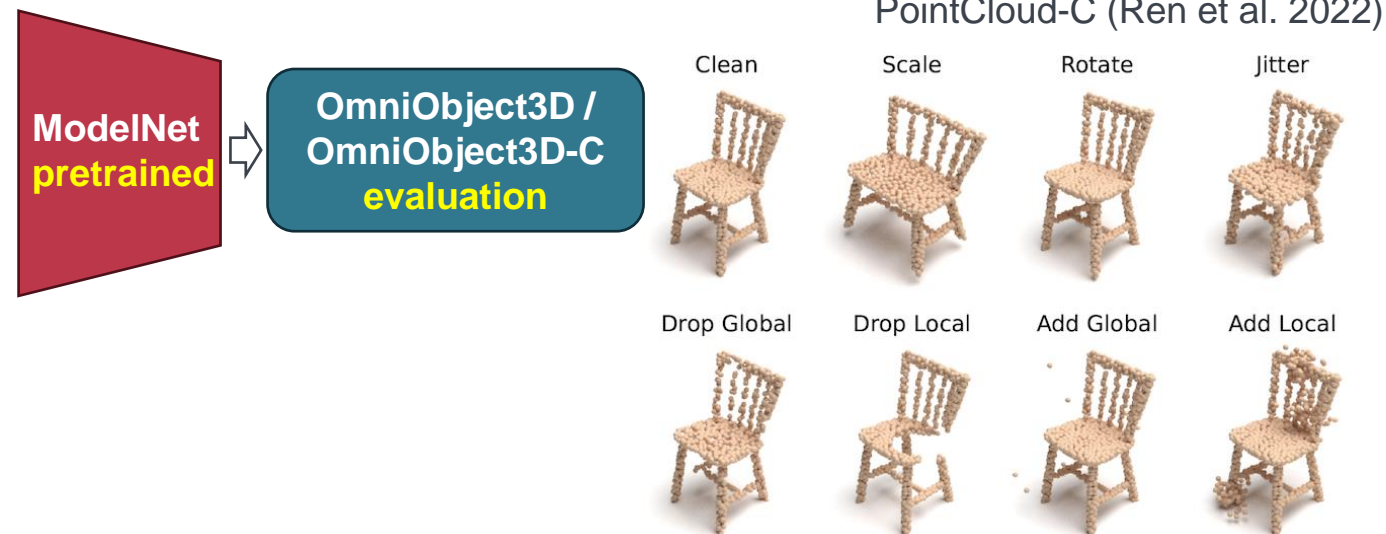 PointCloud-C (Ren et al. 2022)
ModelNet
pretrained
OmniObject3D /
OmniObject3D-C
evaluation
Clean Scale Rotate Jitter
Drop Global Drop Local Add Global Add Local